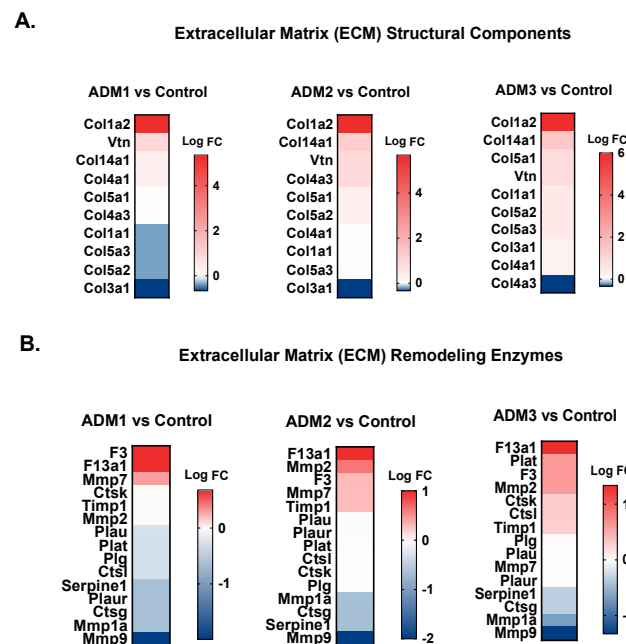 A.
Extracellular Matrix (ECM) Structural Components
ADM1 vs Control
Col1a2
Vtn
Col14a1
Col4a1
Col5a1
Col4a3
Col1a1
Col5a3
Col5a2
Col3a1
Log FC
4
2
0
ADM2 vs Control
Col1a2
Col14a1
Vtn
Col4a3
Col5a1
Col5a2
Col4a1
Col1a1
Col5a3
Col3a1
Log FC
4
2
0
ADM3 vs Control
Col1a2
Col14a1
Col5a1
Vtn
Col1a1
Col5a2
Col5a3
Col3a1
Col4a1
Col4a3
Log FC
6
4
2
0
B.
Extracellular Matrix (ECM) Remodeling Enzymes
ADM1 vs Control
F3
F13a1
Mmp7
Ctsk
Timp1
Mmp2
Plau
Plat
Plg
Ctsl
Serpine1
Plaur
Ctsg
Mmp1a
Mmp9
Log FC
0
-1
ADM2 vs Control
F13a1
Mmp2
F3
Mmp7
Timp1
Plau
Plaur
Plat
Ctsl
Ctsk
Plg
Mmp1a
Ctsg
Serpine1
Mmp9
Log FC
1
0
-1
-2
ADM3 vs Control
F13a1
Plat
F3
Mmp2
Ctsk
Ctsl
Timp1
Plg
Plau
Mmp7
Plaur
Serpine1
Ctsg
Mmp1a
Mmp9
Log FC
1
0